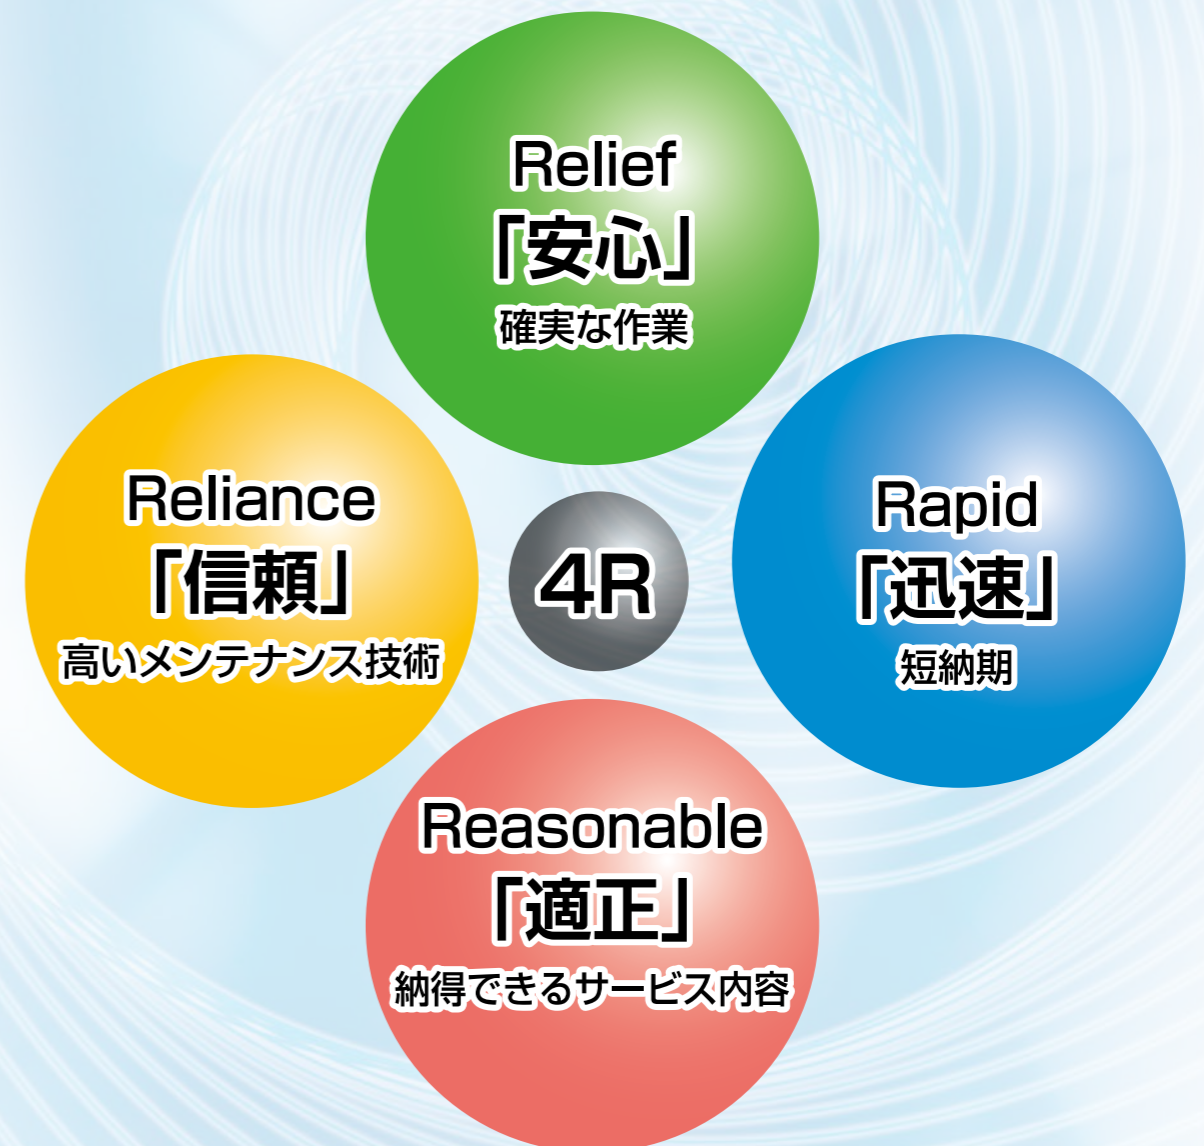 Relief
「安心」
確実な作業
Reliance
「信頼」
高いメンテナンス技術
4R
Rapid
「迅速」
短納期
Reasonable
「適正」
納得できるサービス内容